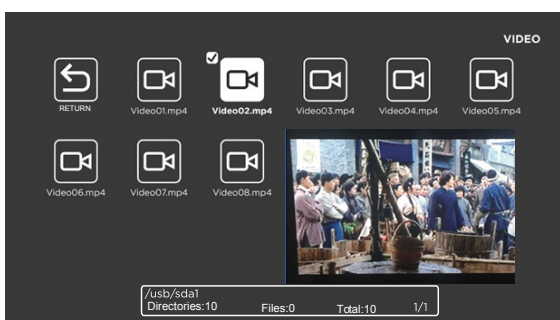 VIDEO
RETURN
Video01.mp4
Video02.mp4
Video03.mp4
Video04.mp4
Video05.mp4
Video06.mp4
Video07.mp4
Video08.mp4
/usb/sda1
Directories:10 Files:0 Total:10 1/1